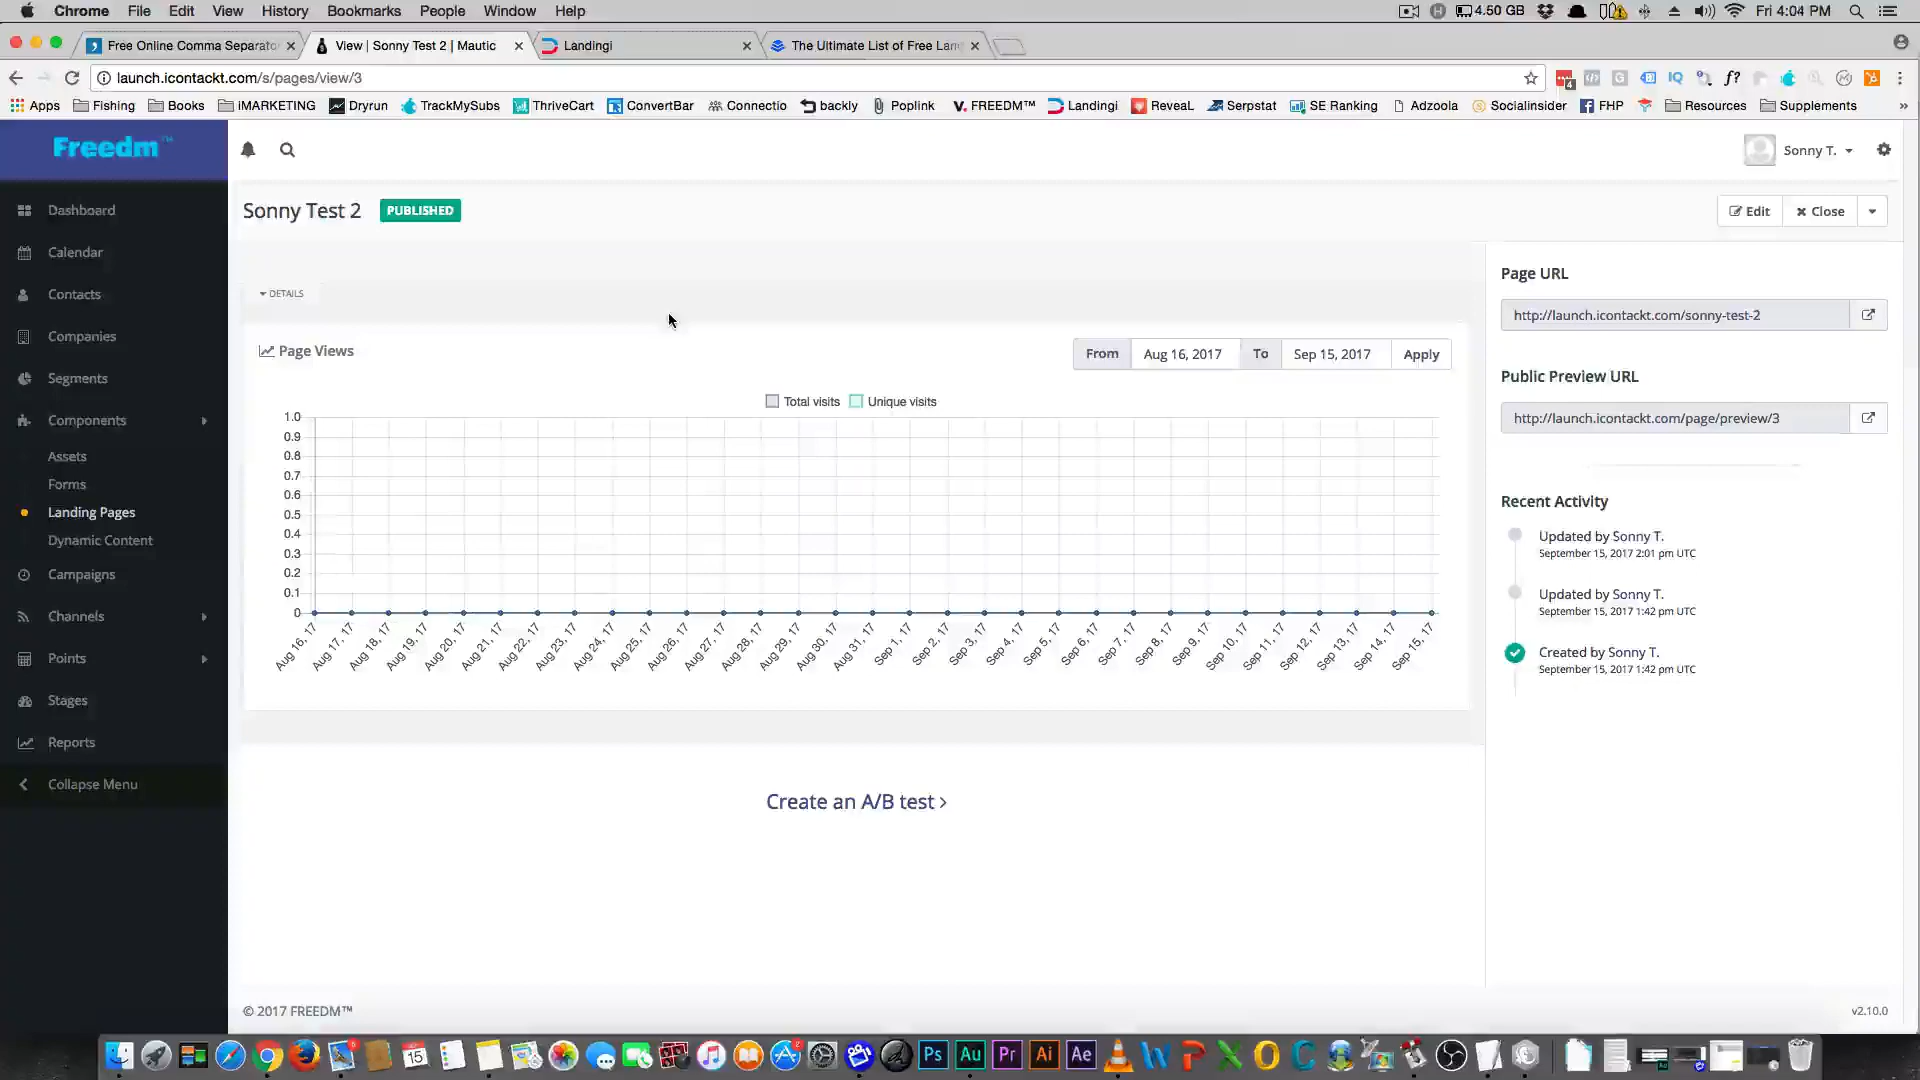 Chrome File Edit View History Bookmarks People Window Help 4.50 GB Fri 4:04 PM
Free Online Comma Separato View | Sonny Test 2 | Mautic Landingi The Ultimate List of Free Lan
launch.icontackt.com/s/pages/view/3
Apps Fishing Books iMARKETING Dryrun TrackMySubs ThriveCart ConvertBar Connectio backly Poplink FREEDM™ Landingi Reveal Serpstat SE Ranking Adzoola Socialinsider FHP Resources Supplements »
Freedm™
Sonny T.
Dashboard
Calendar
Contacts
Companies
Segments
Components
Assets
Forms
Landing Pages
Dynamic Content
Campaigns
Channels
Points
Stages
Reports
Collapse Menu
Sonny Test 2 PUBLISHED
Edit Close
DETAILS
Page Views
From Aug 16, 2017 To Sep 15, 2017 Apply
Total visits Unique visits
1.0
0.9
0.8
0.7
0.6
0.5
0.4
0.3
0.2
0.1
0
Aug 16, 17 Aug 17, 17 Aug 18, 17 Aug 19, 17 Aug 20, 17 Aug 21, 17 Aug 22, 17 Aug 23, 17 Aug 24, 17 Aug 25, 17 Aug 26, 17 Aug 27, 17 Aug 28, 17 Aug 29, 17 Aug 30, 17 Aug 31, 17 Sep 1, 17 Sep 2, 17 Sep 3, 17 Sep 4, 17 Sep 5, 17 Sep 6, 17 Sep 7, 17 Sep 8, 17 Sep 9, 17 Sep 10, 17 Sep 11, 17 Sep 12, 17 Sep 13, 17 Sep 14, 17 Sep 15, 17
Create an A/B test
Page URL
http://launch.icontackt.com/sonny-test-2
Public Preview URL
http://launch.icontackt.com/page/preview/3
Recent Activity
Updated by Sonny T.
September 15, 2017 2:01 pm UTC
Updated by Sonny T.
September 15, 2017 1:42 pm UTC
Created by Sonny T.
September 15, 2017 1:42 pm UTC
© 2017 FREEDM™
v2.10.0
15 Ps Au Pr Ai Ae